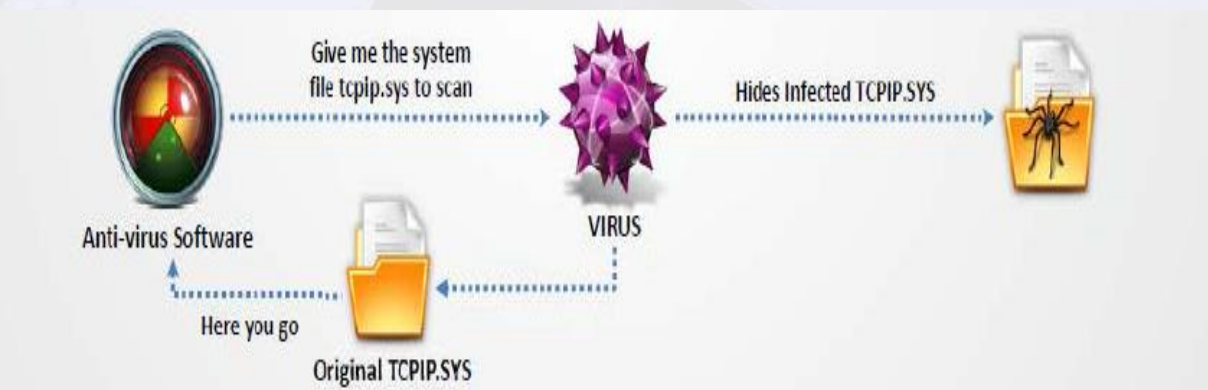 Give me the system
file tcpip.sys to scan
Hides Infected TCPIP.SYS
Anti-virus Software
VIRUS
Here you go
Original TCPIP.SYS